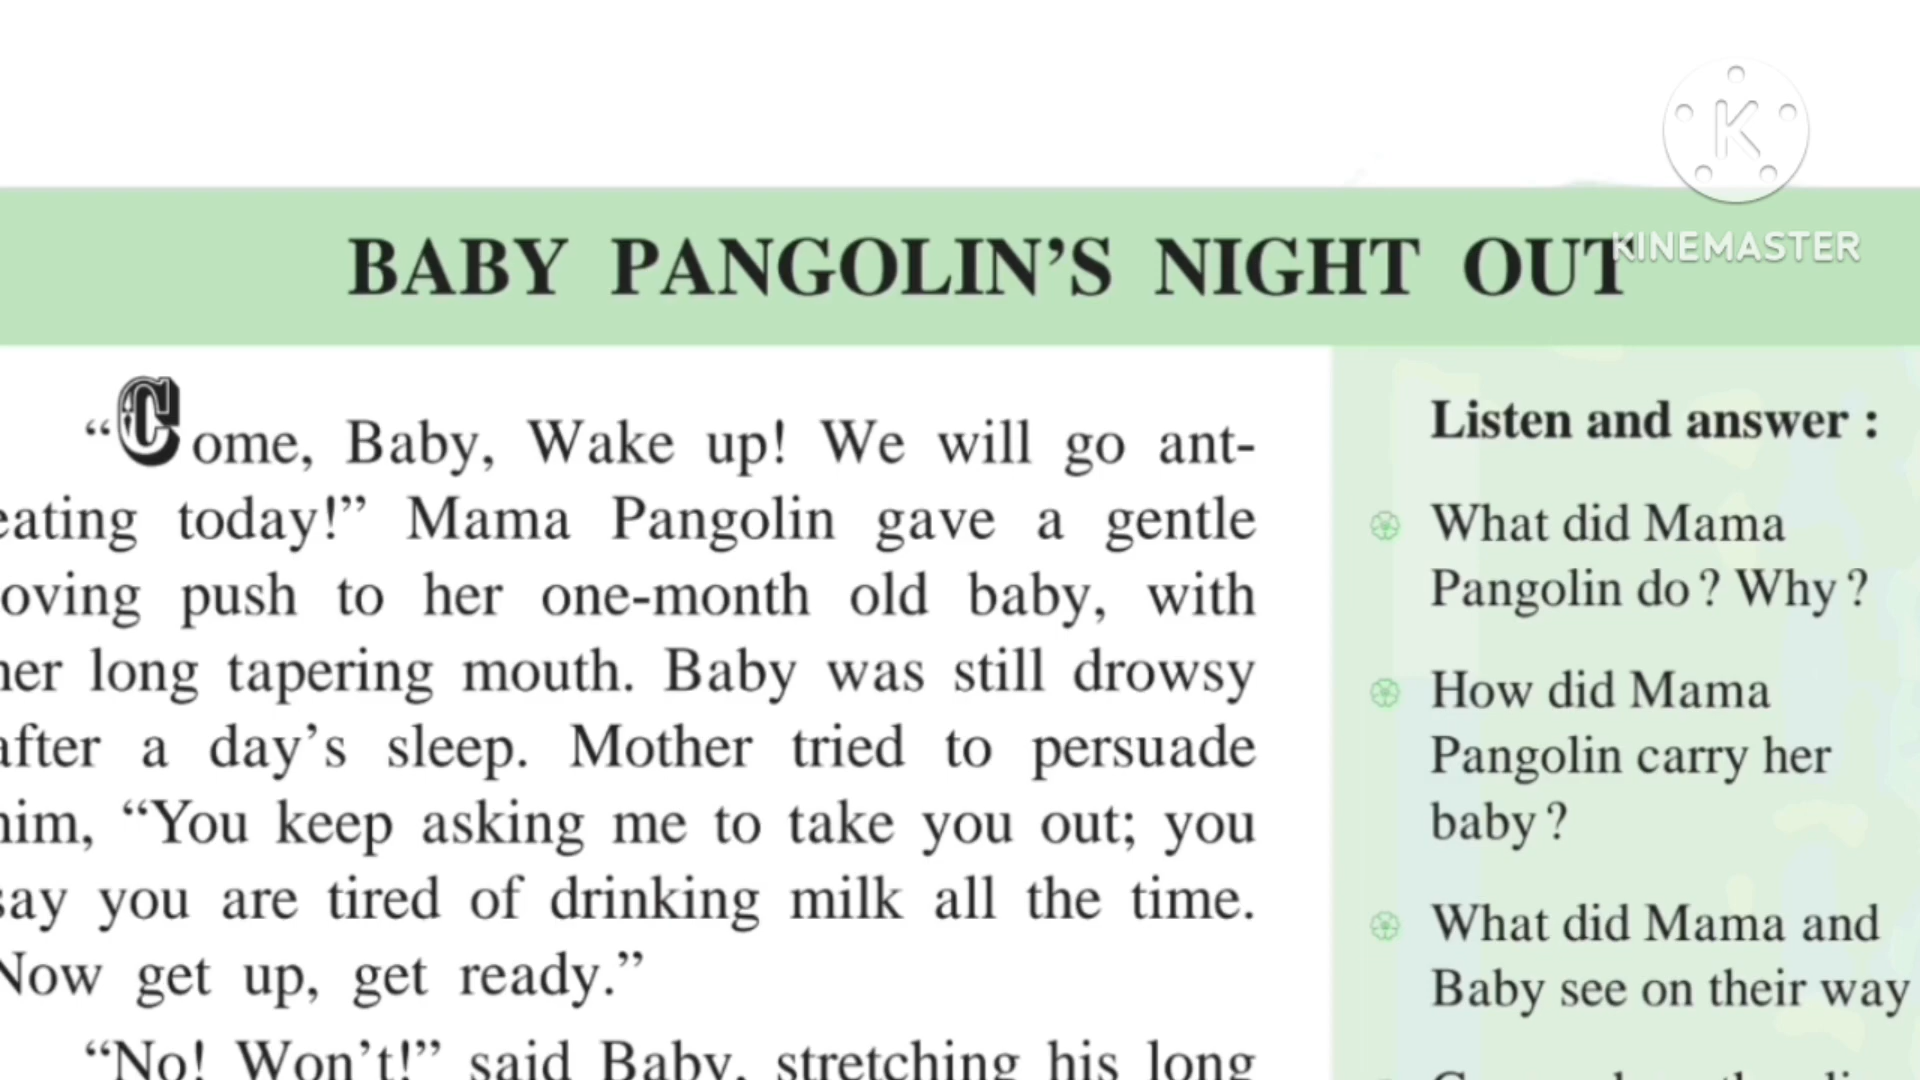 K
KINEMASTER
BABY PANGOLIN’S NIGHT OUT
“Come, Baby, Wake up! We will go ant-
eating today!” Mama Pangolin gave a gentle
loving push to her one-month old baby, with
her long tapering mouth. Baby was still drowsy
after a day’s sleep. Mother tried to persuade
him, “You keep asking me to take you out; you
say you are tired of drinking milk all the time.
Now get up, get ready.”
“No! Won’t!” said Baby, stretching his long
Listen and answer :
What did Mama
Pangolin do ? Why ?
How did Mama
Pangolin carry her
baby ?
What did Mama and
Baby see on their way